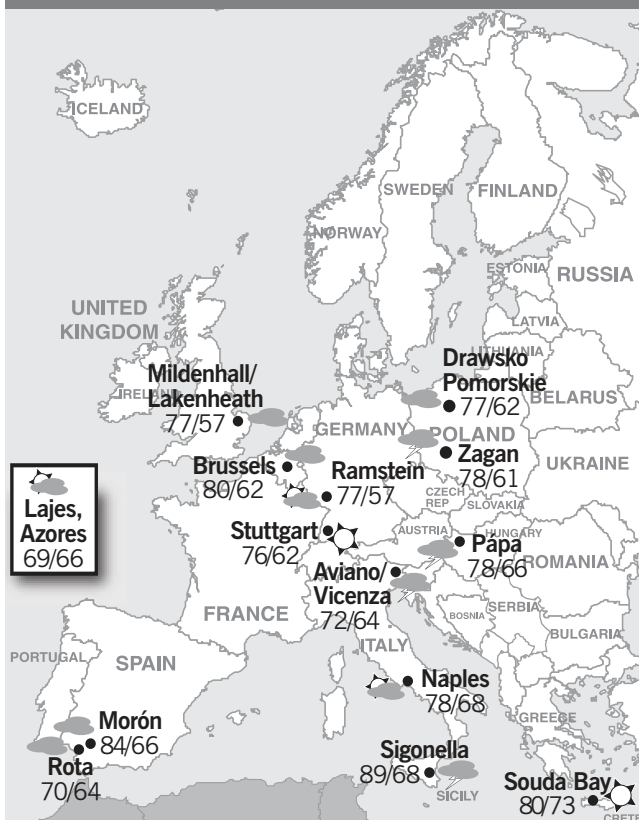 ICELAND
SWEDEN
FINLAND
NORWAY
ESTONIA
RUSSIA
LATVIA
LITHUANIA
UNITED
KINGDOM
IRELAND
Mildenhall/
Lakenheath
77/57
Drawsko
Pomorskie
77/62
BELARUS
GERMANY
POLAND
Zagan
78/61
UKRAINE
Brussels
80/62
Ramstein
77/57
Lajes,
Azores
69/66
CZECH
REP
SLOVAKIA
Stuttgart
76/62
AUSTRIA
HUNGARY
Pápa
78/66
ROMANIA
Aviano/
Vicenza
72/64
FRANCE
BOSNIA
SERBIA
BULGARIA
ITALY
PORTUGAL
SPAIN
Naples
78/68
GREECE
Morón
84/66
Rota
70/64
Sigonella
89/68
SICILY
Souda Bay
80/73
CRETE